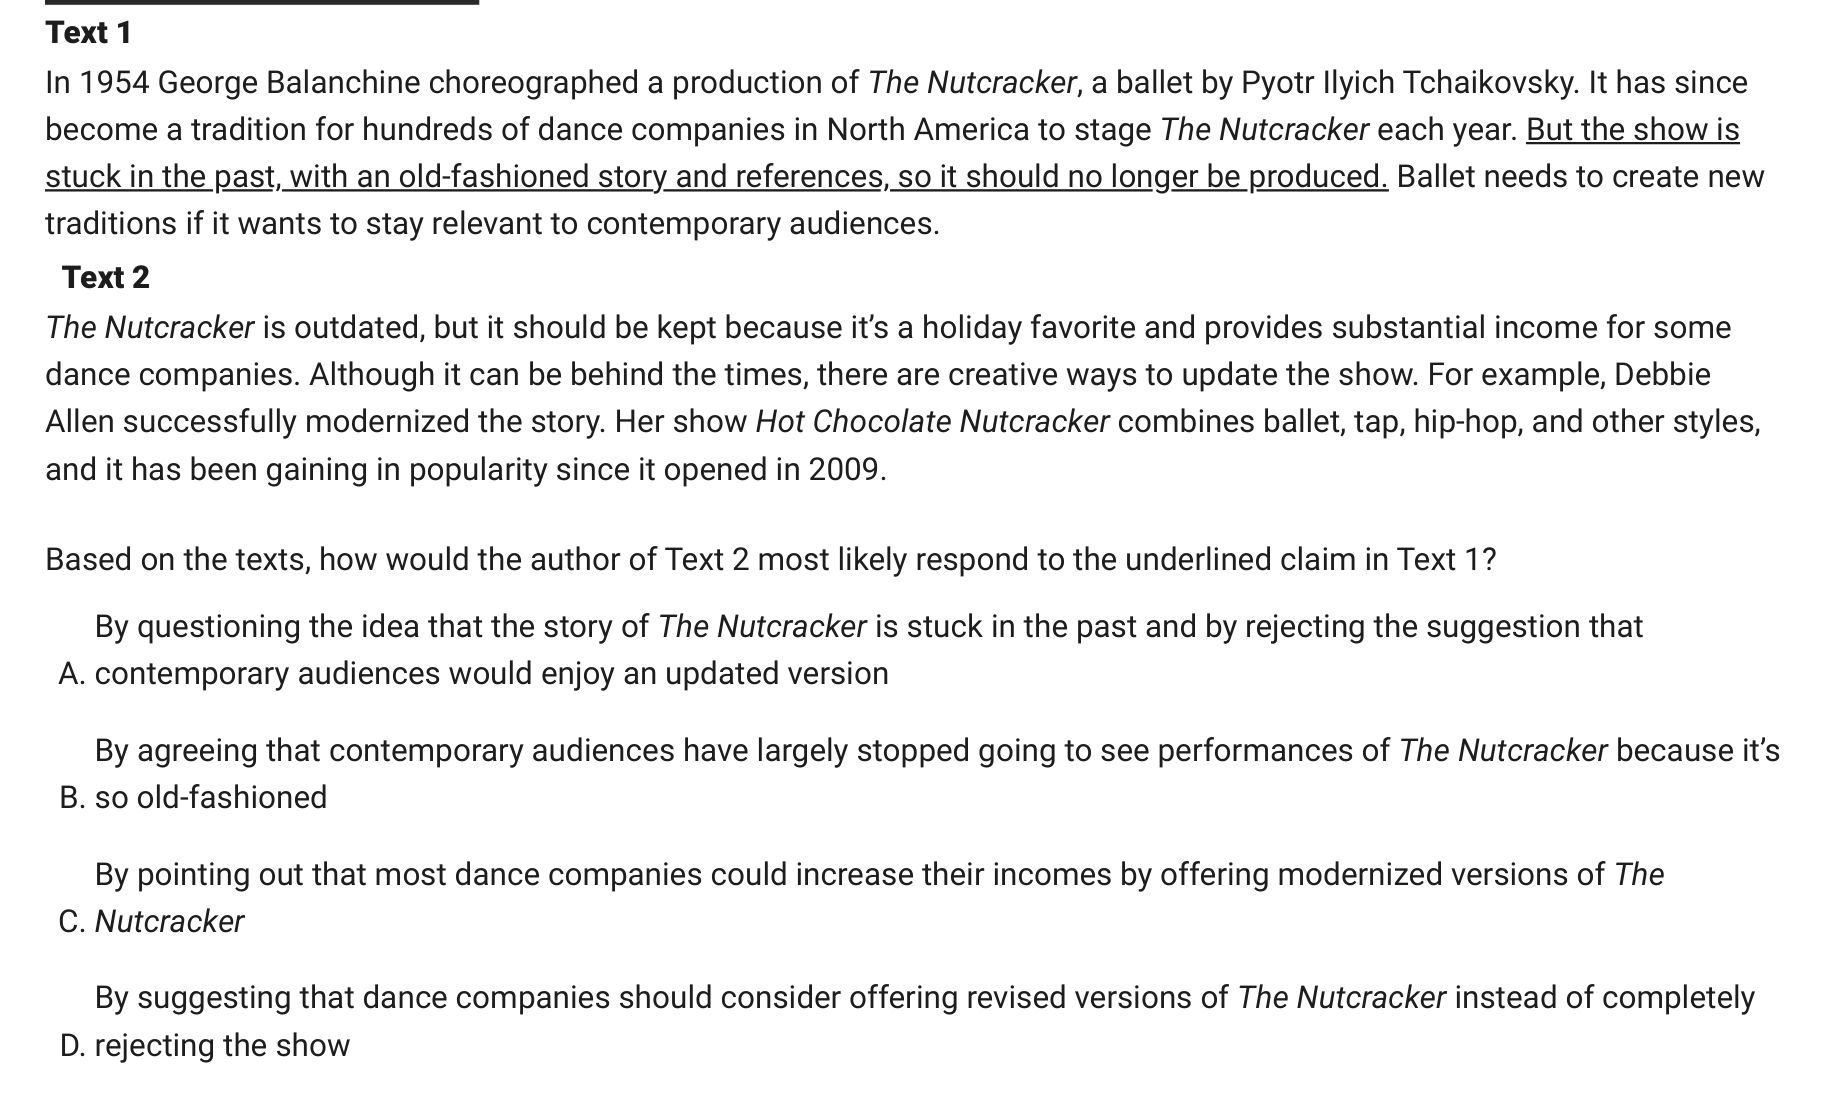 Text 1
In 1954 George Balanchine choreographed a production of The Nutcracker, a ballet by Pyotr Ilyich Tchaikovsky. It has since
become a tradition for hundreds of dance companies in North America to stage The Nutcracker each year. But the show is
stuck in the past, with an old-fashioned story and references, so it should no longer be produced. Ballet needs to create new
traditions if it wants to stay relevant to contemporary audiences.
Text 2
The Nutcracker is outdated, but it should be kept because it’s a holiday favorite and provides substantial income for some
dance companies. Although it can be behind the times, there are creative ways to update the show. For example, Debbie
Allen successfully modernized the story. Her show Hot Chocolate Nutcracker combines ballet, tap, hip-hop, and other styles,
and it has been gaining in popularity since it opened in 2009.
Based on the texts, how would the author of Text 2 most likely respond to the underlined claim in Text 1?
By questioning the idea that the story of The Nutcracker is stuck in the past and by rejecting the suggestion that
A. contemporary audiences would enjoy an updated version
By agreeing that contemporary audiences have largely stopped going to see performances of The Nutcracker because it’s
B. so old-fashioned
By pointing out that most dance companies could increase their incomes by offering modernized versions of The
C. Nutcracker
By suggesting that dance companies should consider offering revised versions of The Nutcracker instead of completely
D. rejecting the show